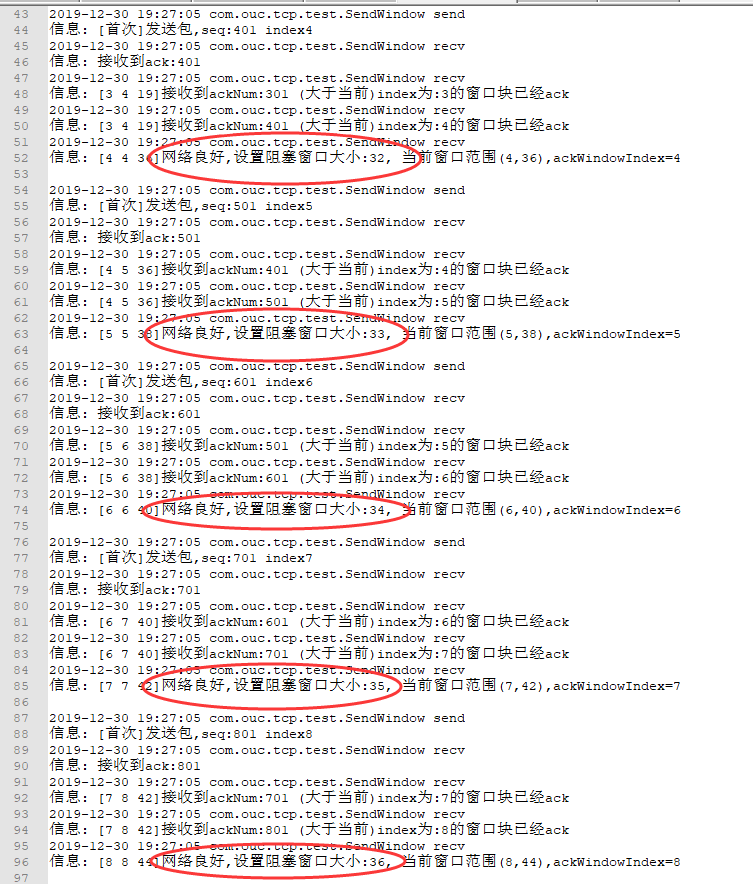 43 2019-12-30 19:27:05 com.ouc.tcp.test.SendWindow send
44 信息: [首次]发送包,seq:401 index4
45 2019-12-30 19:27:05 com.ouc.tcp.test.SendWindow recv
46 信息: 接收到ack:401
47 2019-12-30 19:27:05 com.ouc.tcp.test.SendWindow recv
48 信息: [3 4 19]接收到ackNum:301 (大于当前)index为:3的窗口块已经ack
49 2019-12-30 19:27:05 com.ouc.tcp.test.SendWindow recv
50 信息: [3 4 19]接收到ackNum:401 (大于当前)index为:4的窗口块已经ack
51 2019-12-30 19:27:05 com.ouc.tcp.test.SendWindow recv
52 信息: [4 4 36]网络良好,设置阻塞窗口大小:32, 当前窗口范围(4,36),ackWindowIndex=4
53
54 2019-12-30 19:27:05 com.ouc.tcp.test.SendWindow send
55 信息: [首次]发送包,seq:501 index5
56 2019-12-30 19:27:05 com.ouc.tcp.test.SendWindow recv
57 信息: 接收到ack:501
58 2019-12-30 19:27:05 com.ouc.tcp.test.SendWindow recv
59 信息: [4 5 36]接收到ackNum:401 (大于当前)index为:4的窗口块已经ack
60 2019-12-30 19:27:05 com.ouc.tcp.test.SendWindow recv
61 信息: [4 5 36]接收到ackNum:501 (大于当前)index为:5的窗口块已经ack
62 2019-12-30 19:27:05 com.ouc.tcp.test.SendWindow recv
63 信息: [5 5 38]网络良好,设置阻塞窗口大小:33, 当前窗口范围(5,38),ackWindowIndex=5
64
65 2019-12-30 19:27:05 com.ouc.tcp.test.SendWindow send
66 信息: [首次]发送包,seq:601 index6
67 2019-12-30 19:27:05 com.ouc.tcp.test.SendWindow recv
68 信息: 接收到ack:601
69 2019-12-30 19:27:05 com.ouc.tcp.test.SendWindow recv
70 信息: [5 6 38]接收到ackNum:501 (大于当前)index为:5的窗口块已经ack
71 2019-12-30 19:27:05 com.ouc.tcp.test.SendWindow recv
72 信息: [5 6 38]接收到ackNum:601 (大于当前)index为:6的窗口块已经ack
73 2019-12-30 19:27:05 com.ouc.tcp.test.SendWindow recv
74 信息: [6 6 40]网络良好,设置阻塞窗口大小:34, 当前窗口范围(6,40),ackWindowIndex=6
75
76 2019-12-30 19:27:05 com.ouc.tcp.test.SendWindow send
77 信息: [首次]发送包,seq:701 index7
78 2019-12-30 19:27:05 com.ouc.tcp.test.SendWindow recv
79 信息: 接收到ack:701
80 2019-12-30 19:27:05 com.ouc.tcp.test.SendWindow recv
81 信息: [6 7 40]接收到ackNum:601 (大于当前)index为:6的窗口块已经ack
82 2019-12-30 19:27:05 com.ouc.tcp.test.SendWindow recv
83 信息: [6 7 40]接收到ackNum:701 (大于当前)index为:7的窗口块已经ack
84 2019-12-30 19:27:05 com.ouc.tcp.test.SendWindow recv
85 信息: [7 7 42]网络良好,设置阻塞窗口大小:35, 当前窗口范围(7,42),ackWindowIndex=7
86
87 2019-12-30 19:27:05 com.ouc.tcp.test.SendWindow send
88 信息: [首次]发送包,seq:801 index8
89 2019-12-30 19:27:05 com.ouc.tcp.test.SendWindow recv
90 信息: 接收到ack:801
91 2019-12-30 19:27:05 com.ouc.tcp.test.SendWindow recv
92 信息: [7 8 42]接收到ackNum:701 (大于当前)index为:7的窗口块已经ack
93 2019-12-30 19:27:05 com.ouc.tcp.test.SendWindow recv
94 信息: [7 8 42]接收到ackNum:801 (大于当前)index为:8的窗口块已经ack
95 2019-12-30 19:27:05 com.ouc.tcp.test.SendWindow recv
96 信息: [8 8 44]网络良好,设置阻塞窗口大小:36, 当前窗口范围(8,44),ackWindowIndex=8
97